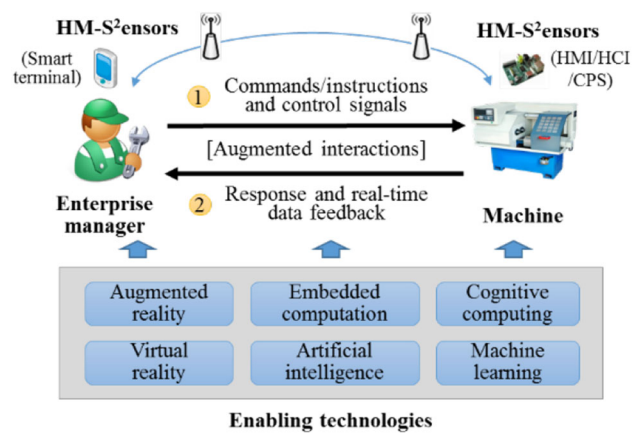 HM-S²ensors
(Smart
terminal)
HM-S²ensors
(HMI/HCI
/CPS)
1 Commands/instructions
and control signals
[Augmented interactions]
2 Response and real-time
data feedback
Enterprise
manager
Machine
Augmented
reality
Embedded
computation
Cognitive
computing
Virtual
reality
Artificial
intelligence
Machine
learning
Enabling technologies